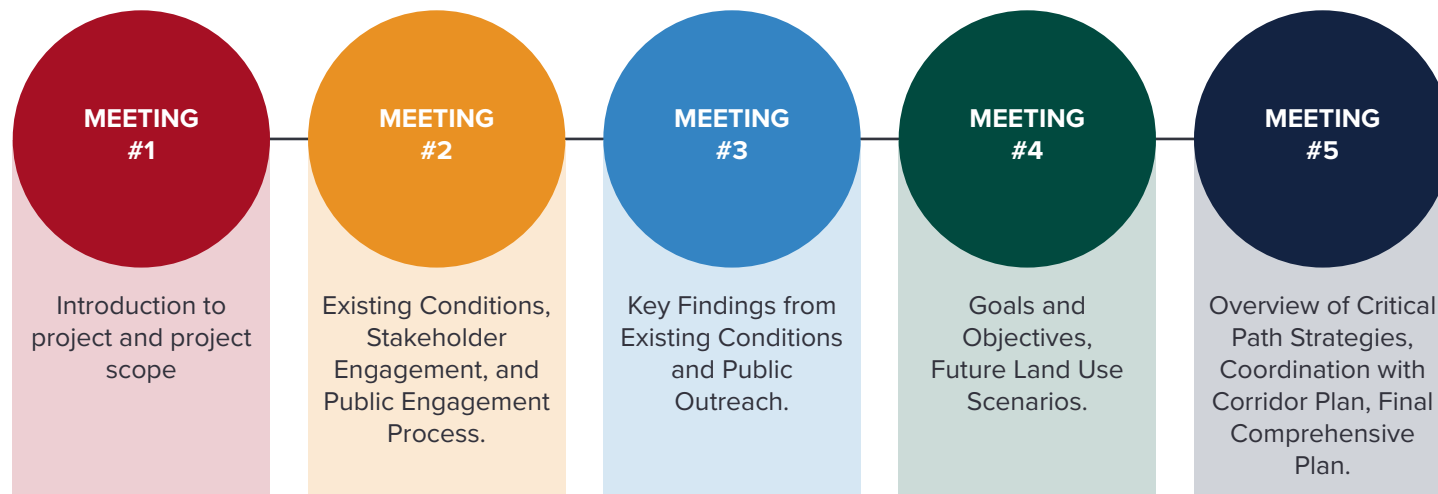 MEETING
#1
Introduction to
project and project
scope
MEETING
#2
Existing Conditions,
Stakeholder
Engagement, and
Public Engagement
Process.
MEETING
#3
Key Findings from
Existing Conditions
and Public
Outreach.
MEETING
#4
Goals and
Objectives,
Future Land Use
Scenarios.
MEETING
#5
Overview of Critical
Path Strategies,
Coordination with
Corridor Plan, Final
Comprehensive
Plan.